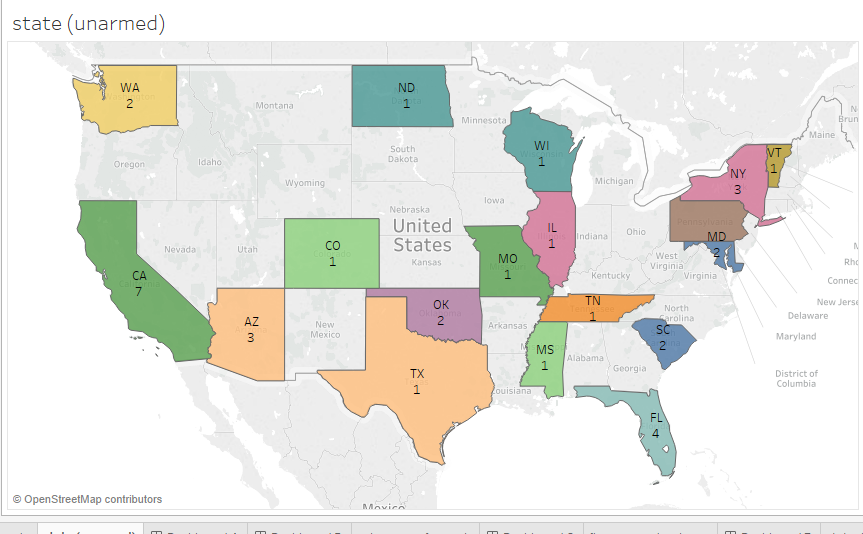 state (unarmed)
WA
2
ND
1
Montana
Minnesota
WI
1
Maine
N
Brun
Oregon
Idaho
South
Dakota
Wyoming
Michigan
VT
1
NY
3
Nebraska
Iowa
Pennsylvania
MD
2
Nevada
Utah
CO
1
United
States
Kansas
MO
1
IL
1
Indiana
Ohio
West
Virginia
Virginia
Kentucky
Rho
Connec
New Jerse
Delaware
Maryland
District of
Columbia
CA
7
AZ
3
New
Mexico
OK
2
Arkansas
TN
1
North
Carolina
SC
2
MS
1
Alabama
Georgia
ouisiana
TX
1
FL
4
© OpenStreetMap contributors
Mexico